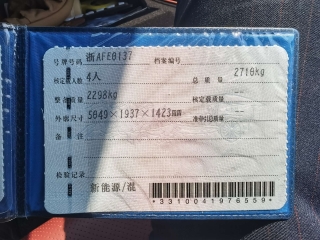 号牌号码 浙AFE0137 档案编号
核定载人数 4人 总质量 2710kg
整备质量 2298kg 核定载质量 --
外廓尺寸 5049×1937×1423mm 准牵引总质量 --
备注
检验记录
新能源/混
*3310041976559*